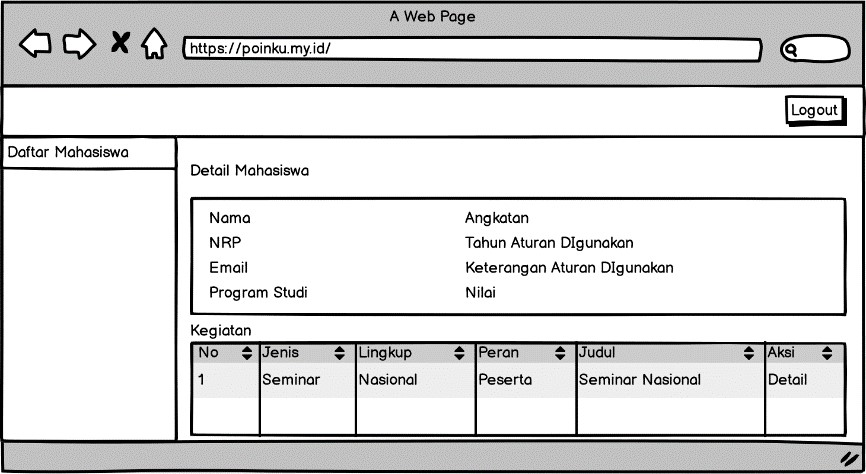 A Web Page
https://poinku.my.id/
Logout
Daftar Mahasiswa
Detail Mahasiswa
Nama Angkatan
NRP Tahun Aturan DIgunakan
Email Keterangan Aturan DIgunakan
Program Studi Nilai
Kegiatan
No Jenis Lingkup Peran Judul Aksi
1 Seminar Nasional Peserta Seminar Nasional Detail